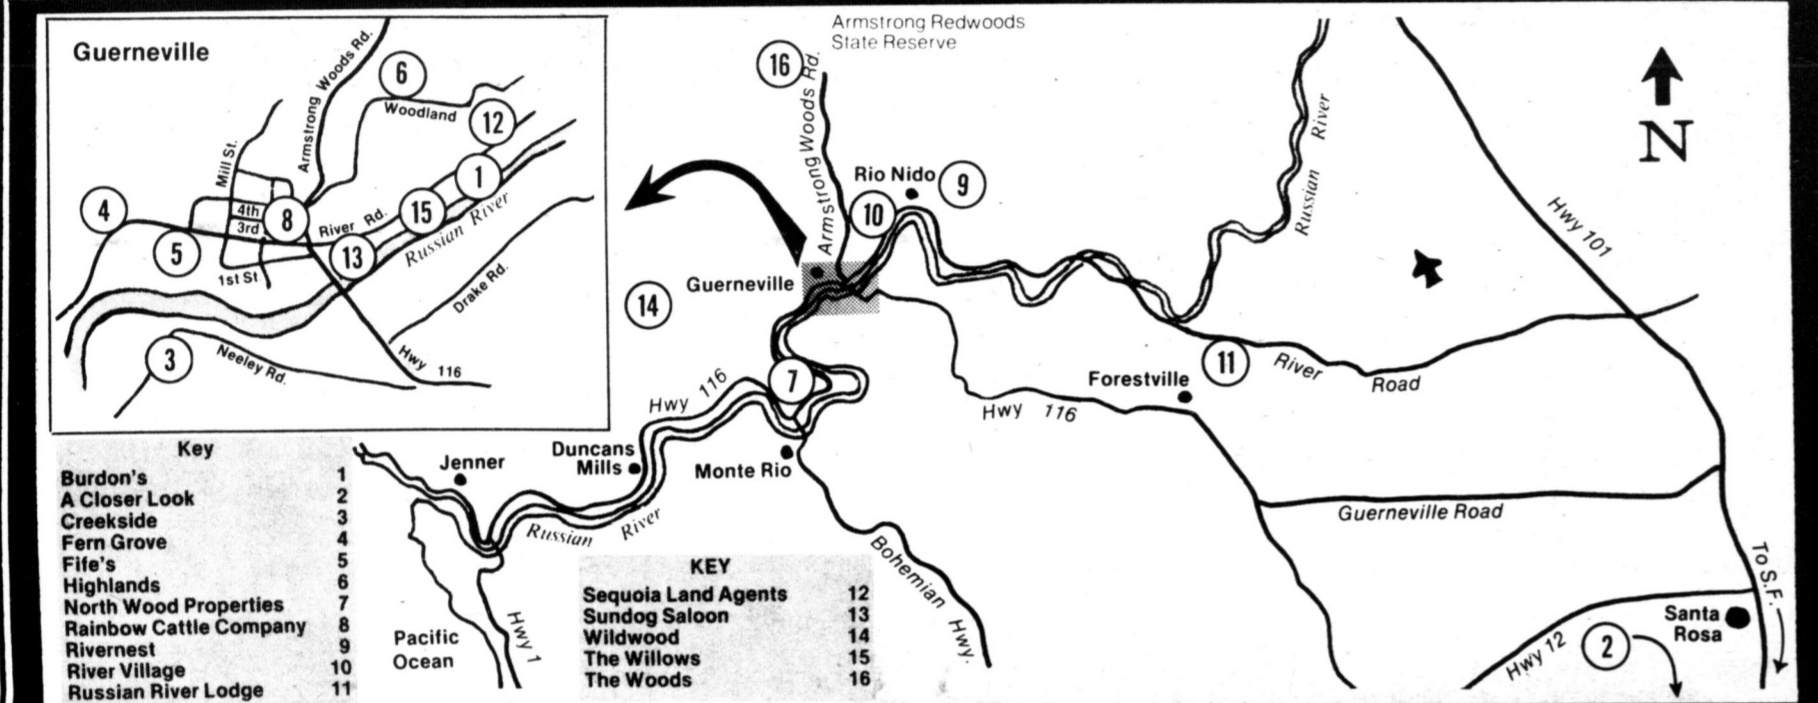 Guerneville
Armstrong Woods Rd.
6
Woodland
12
Mill St.
1
4
4th
8
3rd
River Rd.
15
Russian River
5
13
1st St
Drake Rd.
3
Neeley Rd.
Hwy 116
Armstrong Redwoods
State Reserve
16
Armstrong Woods Rd.
Rio Nido
9
10
Guerneville
14
7
Russian River
N
Hwy 101
11
River Road
Forestville
Hwy 116
Hwy 116
Duncans
Mills
Monte Rio
Jenner
Russian River
Guerneville Road
Bohemian Hwy.
Pacific
Ocean
Hwy 1
To S.F.
Santa
Rosa
Hwy 12
2
Key
Burdon's 1
A Closer Look 2
Creekside 3
Fern Grove 4
Fife's 5
Highlands 6
North Wood Properties 7
Rainbow Cattle Company 8
Rivernest 9
River Village 10
Russian River Lodge 11
KEY
Sequoia Land Agents 12
Sundog Saloon 13
Wildwood 14
The Willows 15
The Woods 16